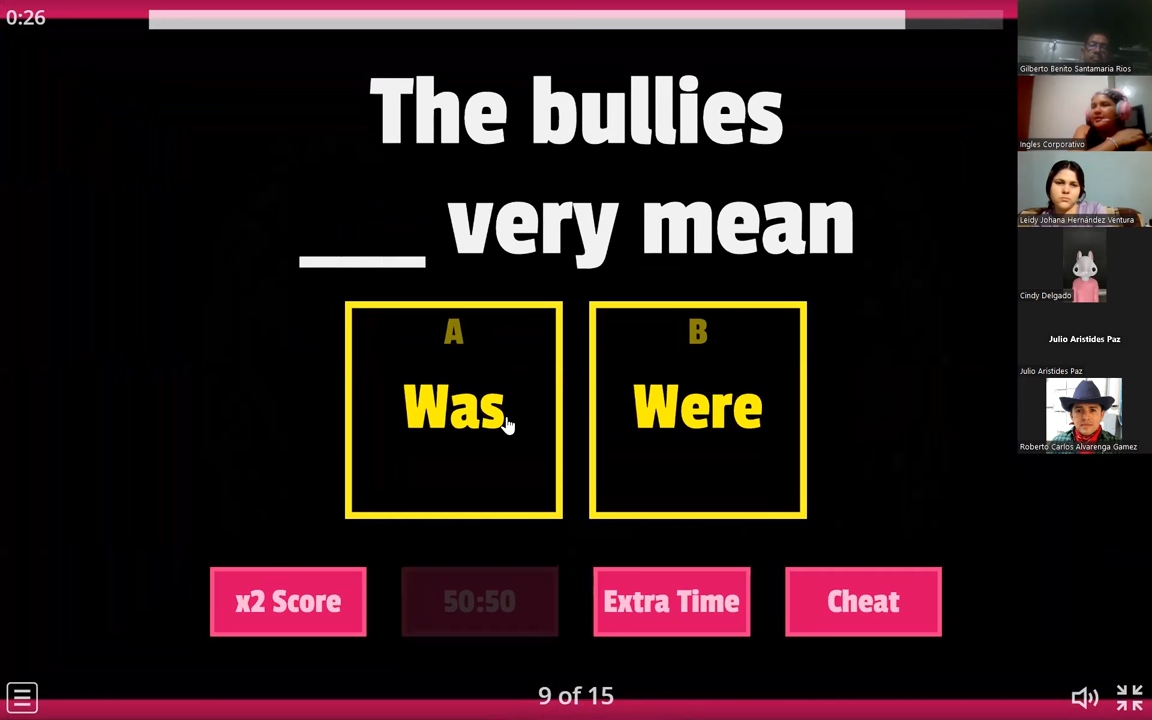 0:26
The bullies
____ very mean
A
Was
B
Were
x2 Score
50:50
Extra Time
Cheat
9 of 15
Gilberto Benito Santamaria Rios
Ingles Corporativo
Leidy Johana Hernández Ventura
Cindy Delgado
Julio Aristides Paz
Julio Aristides Paz
Roberto Carlos Alvarenga Gamez